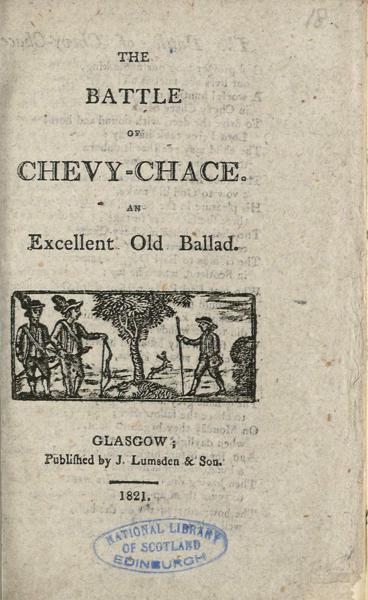 18.
THE
BATTLE
OF
CHEVY-CHACE.
AN
Excellent Old Ballad.
GLASGOW;
Publiſhed by J. Lumsden & Son.
1821.
NATIONAL LIBRARY
OF SCOTLAND
EDINBURGH